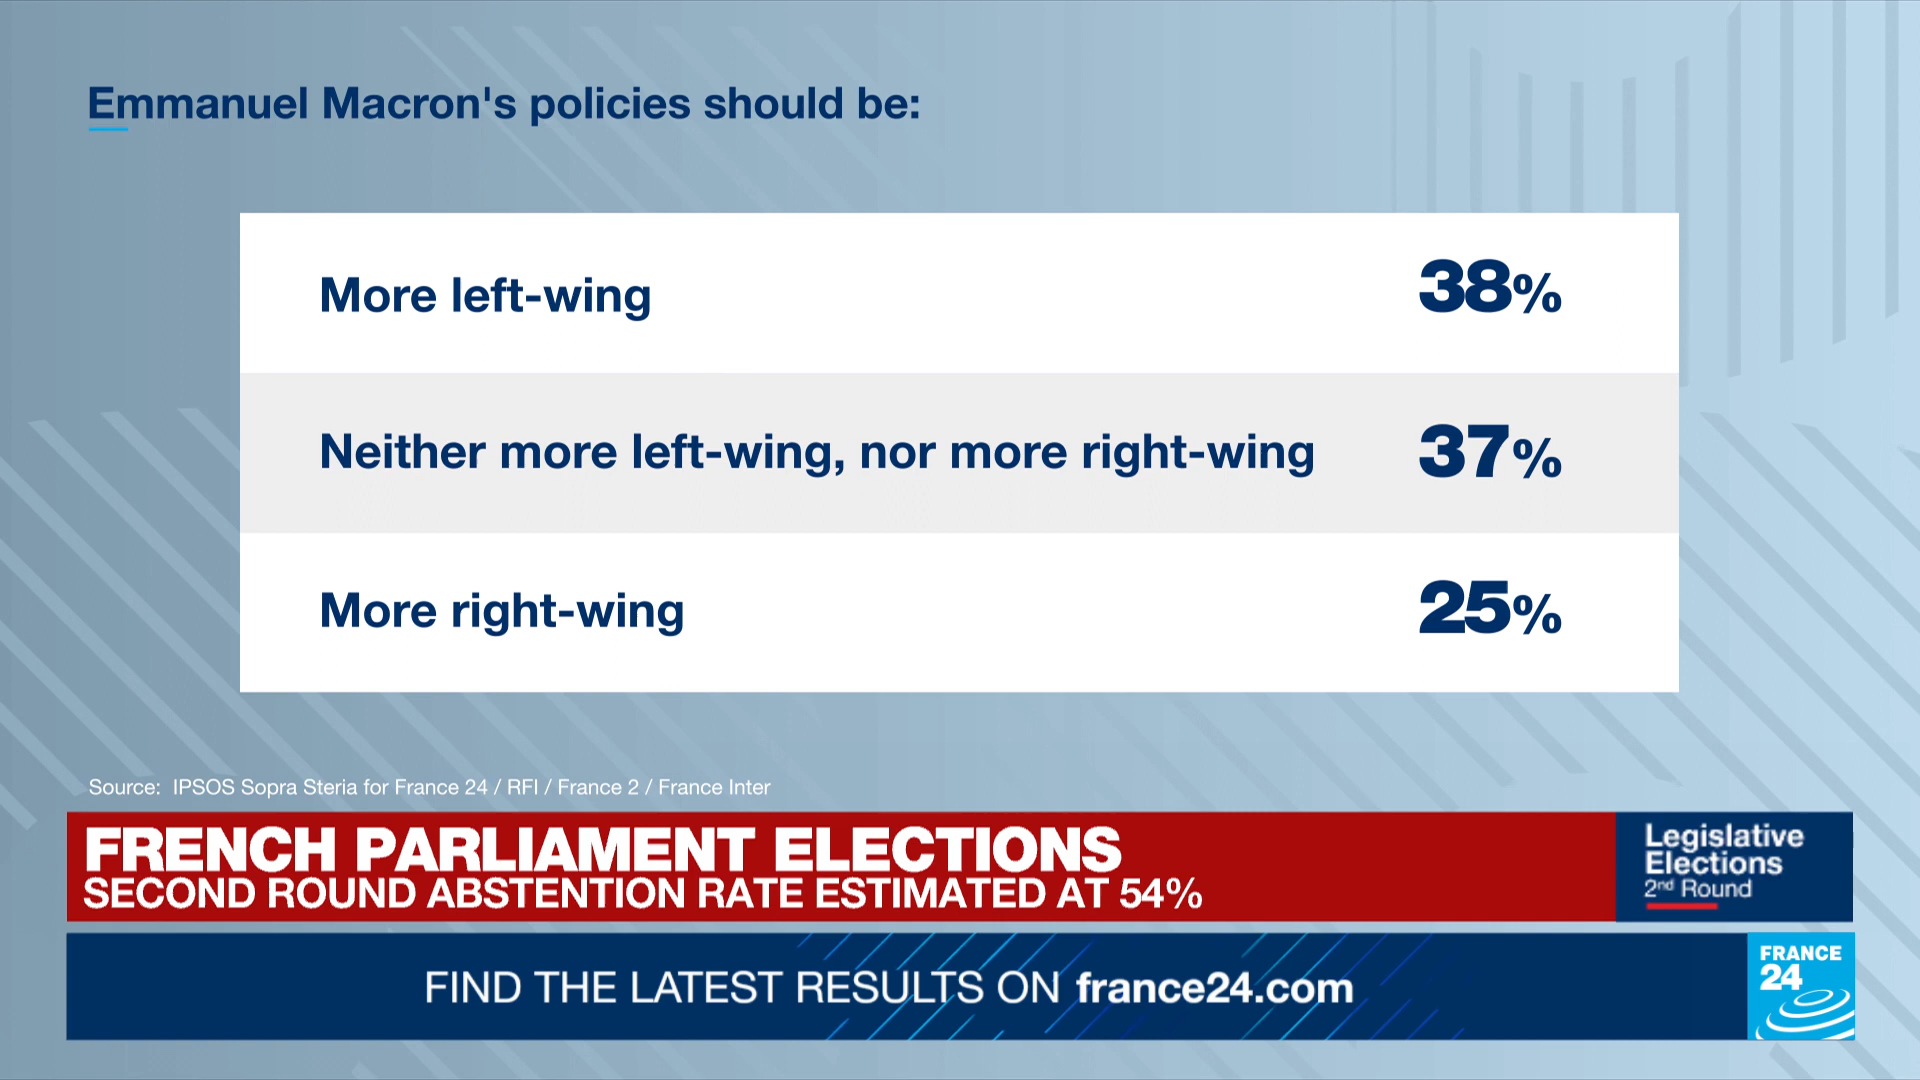 Emmanuel Macron's policies should be:
More left-wing 38%
Neither more left-wing, nor more right-wing 37%
More right-wing 25%
Source: IPSOS Sopra Steria for France 24 / RFI / France 2 / France Inter
FRENCH PARLIAMENT ELECTIONS
SECOND ROUND ABSTENTION RATE ESTIMATED AT 54%
Legislative
Elections
2nd Round
FIND THE LATEST RESULTS ON france24.com
FRANCE
24